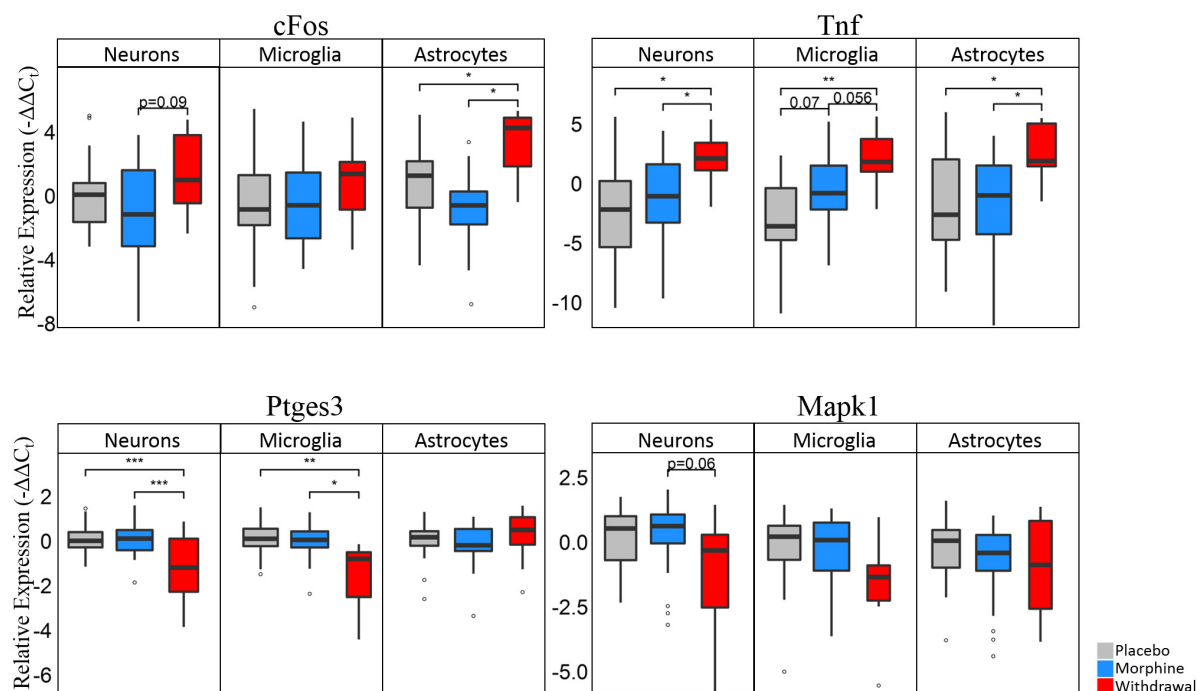 cFos
Tnf
Neurons Microglia Astrocytes
Neurons Microglia Astrocytes
Relative Expression (-ΔΔCt)
4
0
-4
-8
p=0.09
*
*
5
0
-5
-10
*
*
**
0.07 0.056
*
*
Ptges3
Mapk1
Neurons Microglia Astrocytes
Neurons Microglia Astrocytes
Relative Expression (-ΔΔCt)
2
0
-2
-4
-6
***
***
**
*
2.5
0.0
-2.5
-5.0
p=0.06
Placebo
Morphine
Withdrawal